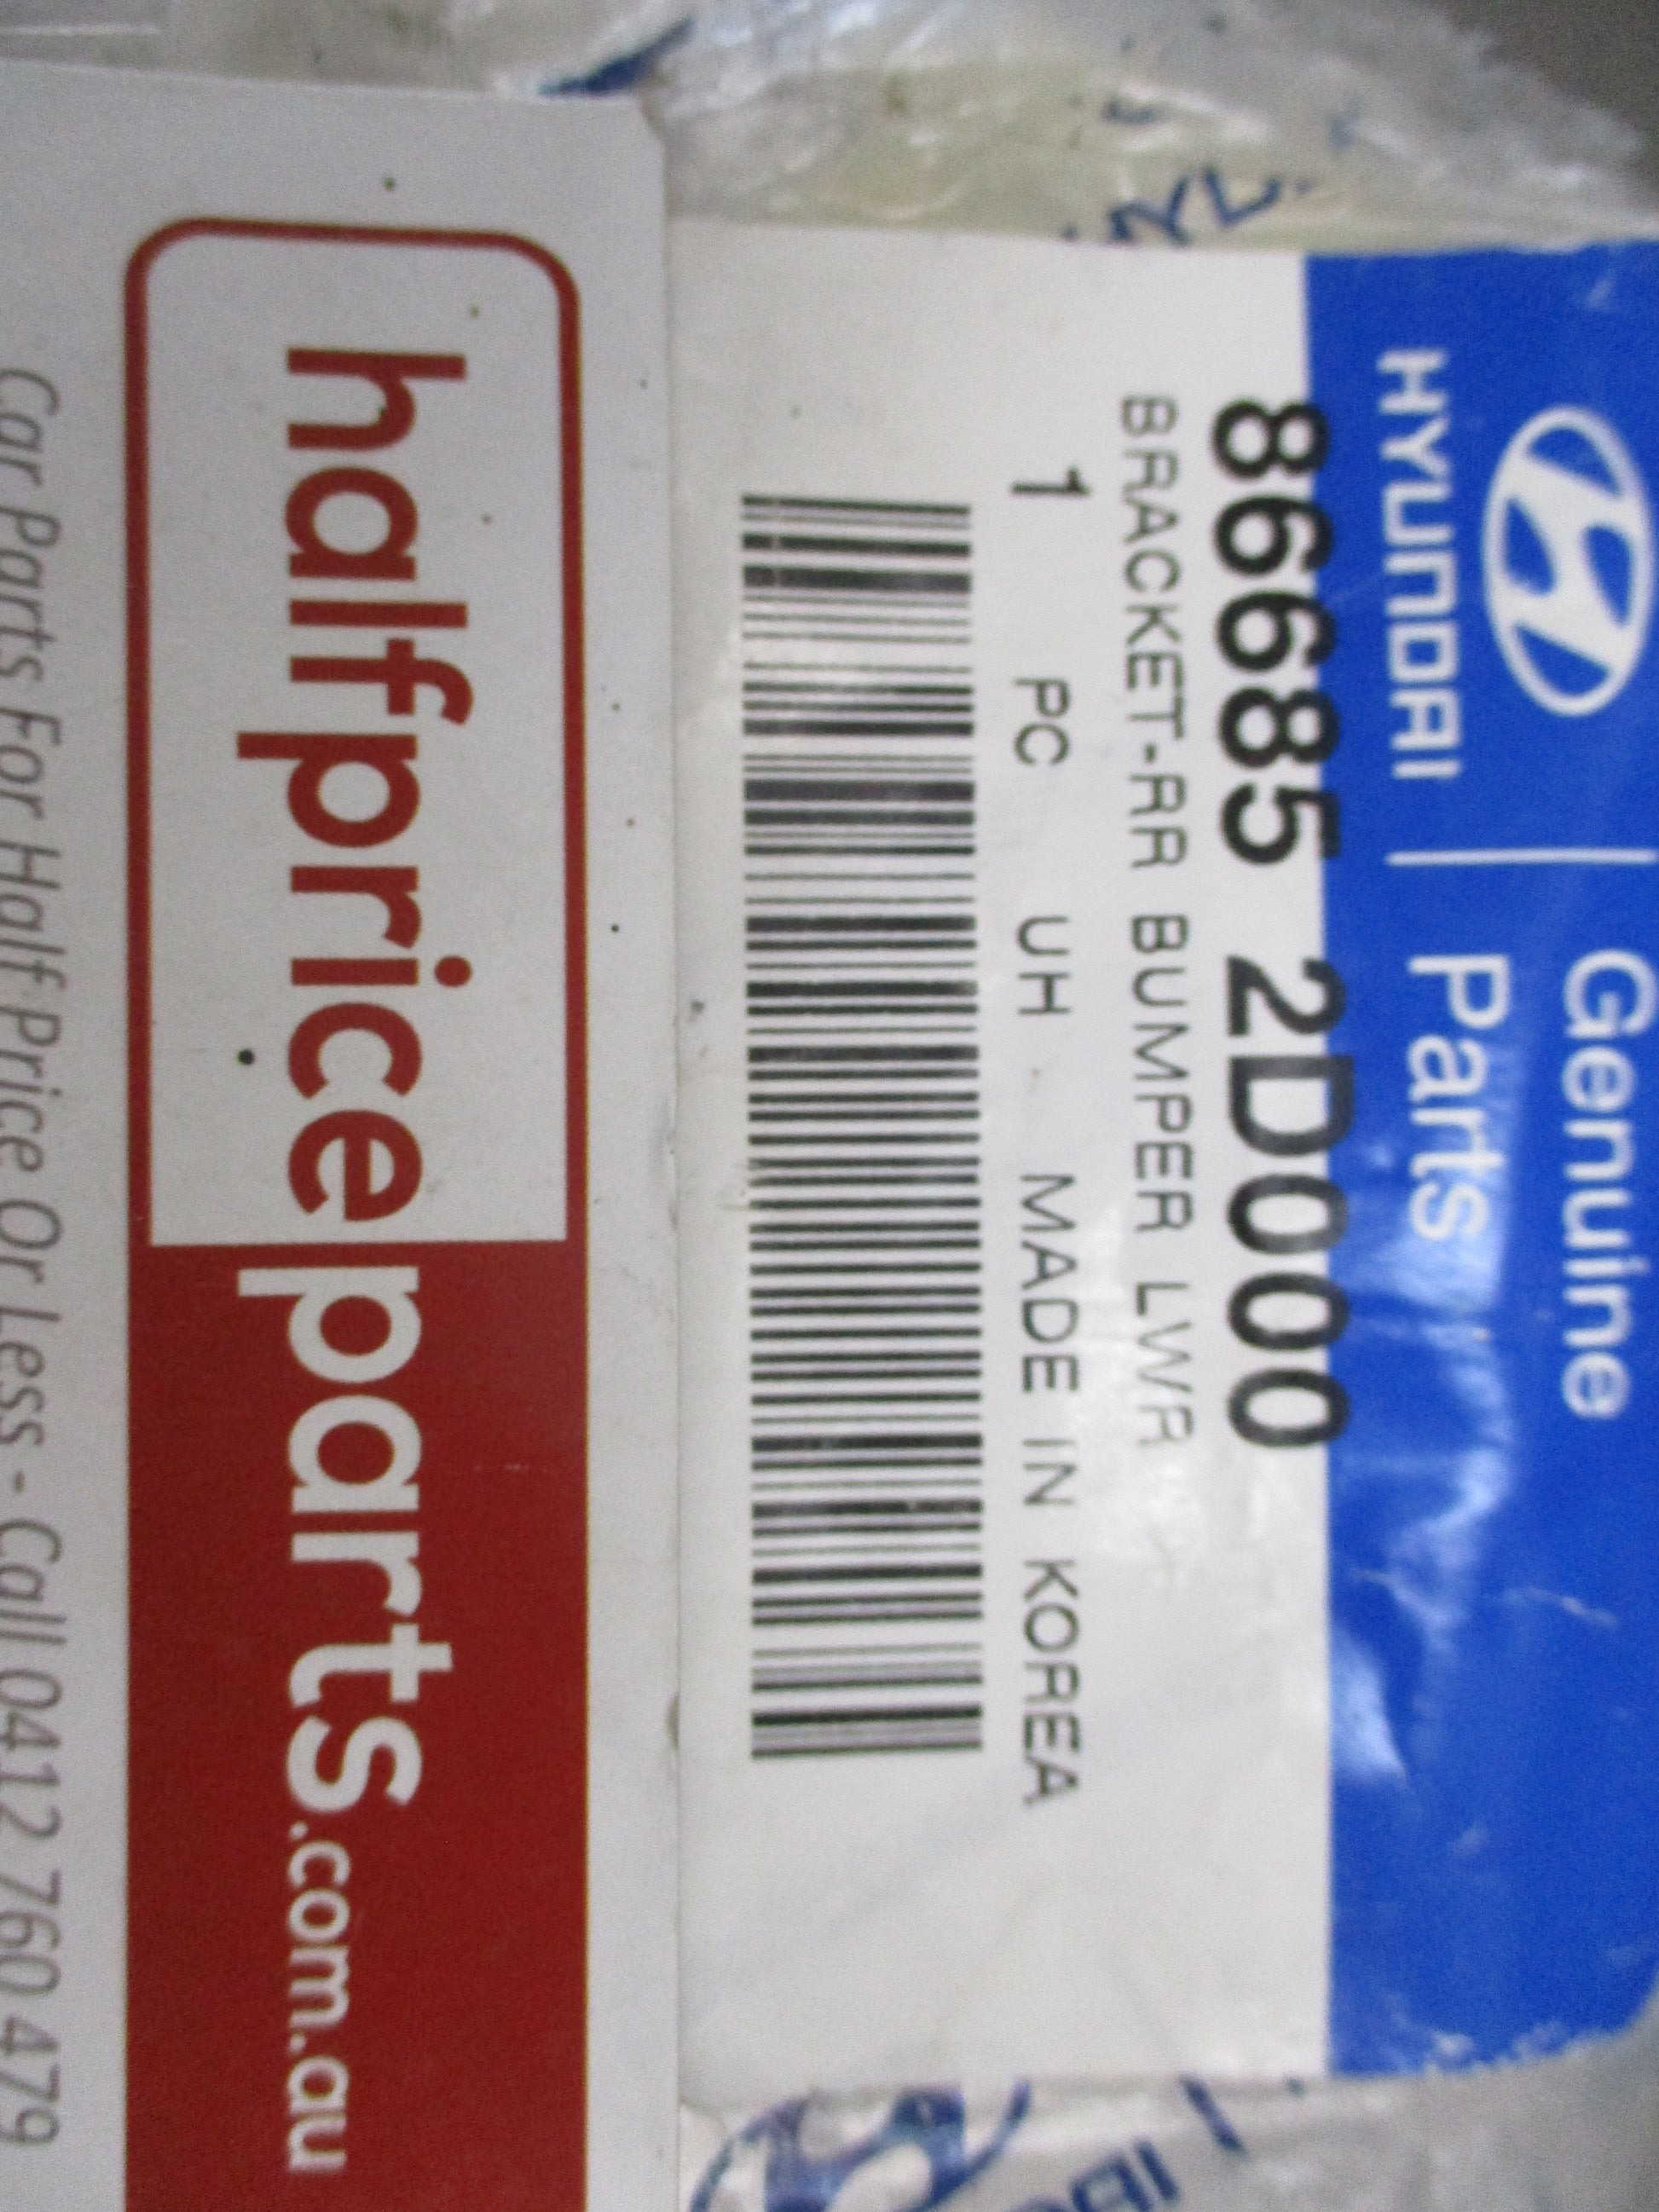 HYUNDAI
Genuine
Parts
86685 2D000
BRACKET-RR BUMPER LWR
1 PC UH MADE IN KOREA
halfpriceparts.com.au
Car Parts For Half Price Or Less - Call 0412 760 479